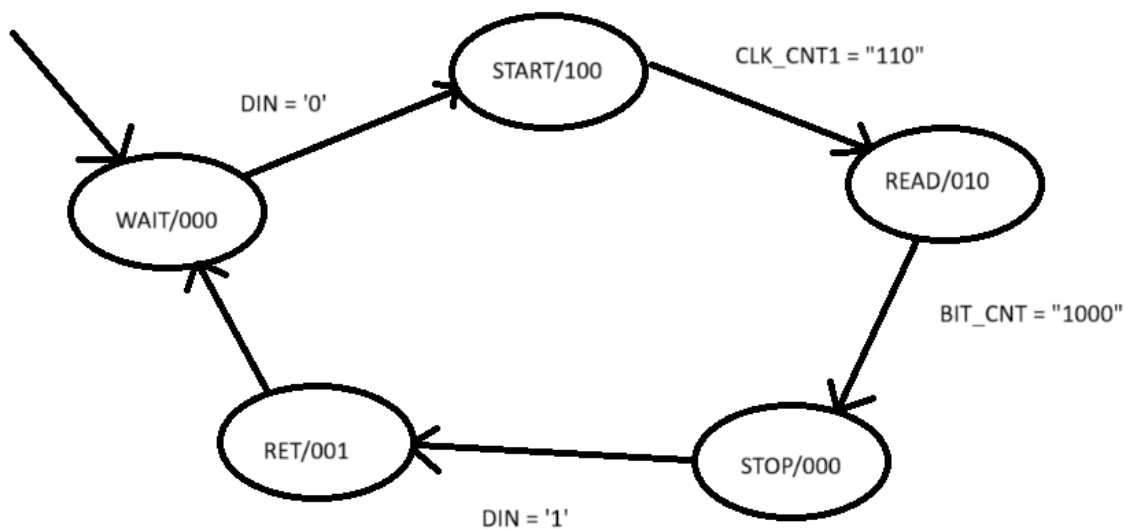 START/100
CLK_CNT1 = "110"
DIN = '0'
READ/010
WAIT/000
BIT_CNT = "1000"
RET/001
STOP/000
DIN = '1'